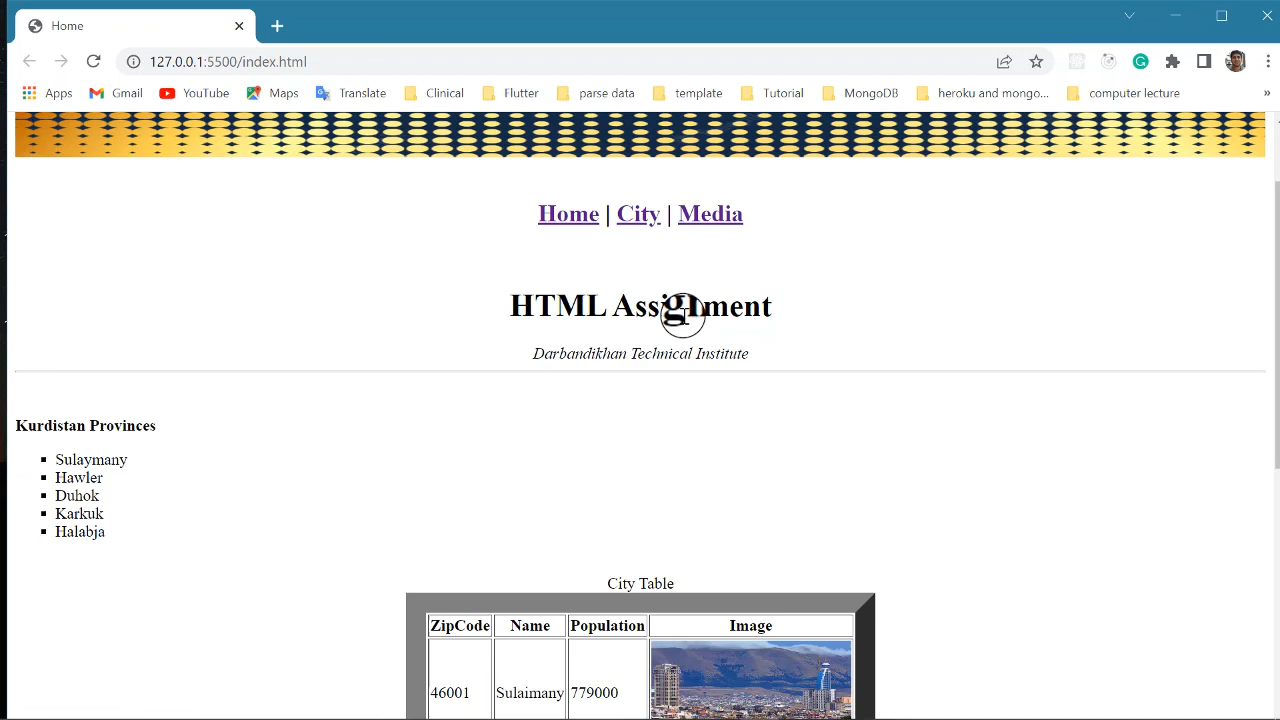 Home
127.0.0.1:5500/index.html
Apps Gmail YouTube Maps Translate Clinical Flutter parse data template Tutorial MongoDB heroku and mongo... computer lecture »
Home | City | Media
HTML Assignment
Darbandikhan Technical Institute
Kurdistan Provinces
Sulaymany
Hawler
Duhok
Karkuk
Halabja
City Table
ZipCode Name Population Image
46001 Sulaimany 779000